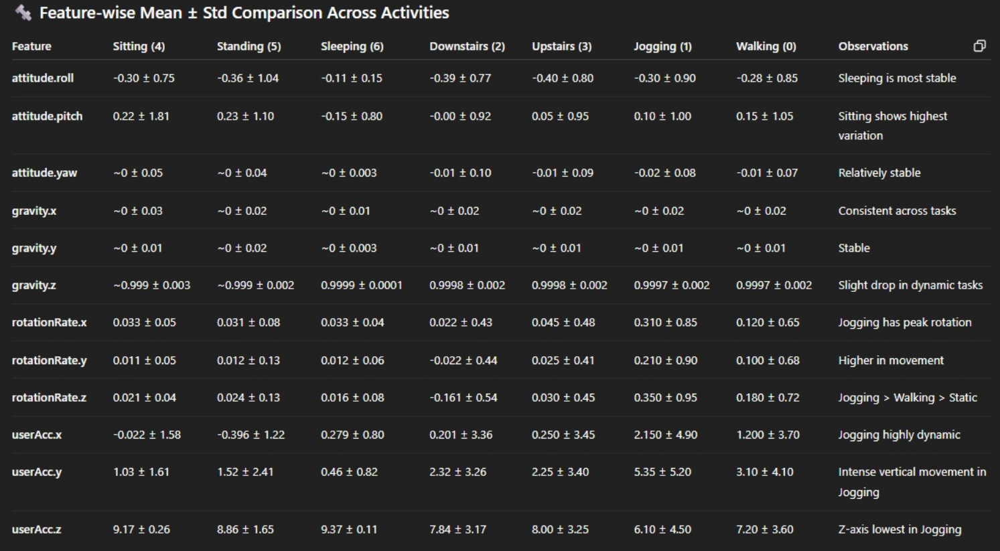 Feature-wise Mean ± Std Comparison Across Activities
Feature Sitting (4) Standing (5) Sleeping (6) Downstairs (2) Upstairs (3) Jogging (1) Walking (0) Observations
attitude.roll -0.30 ± 0.75 -0.36 ± 1.04 -0.11 ± 0.15 -0.39 ± 0.77 -0.40 ± 0.80 -0.30 ± 0.90 -0.28 ± 0.85 Sleeping is most stable
attitude.pitch 0.22 ± 1.81 0.23 ± 1.10 -0.15 ± 0.80 -0.00 ± 0.92 0.05 ± 0.95 0.10 ± 1.00 0.15 ± 1.05 Sitting shows highest
variation
attitude.yaw ~0 ± 0.05 ~0 ± 0.04 ~0 ± 0.003 -0.01 ± 0.10 -0.01 ± 0.09 -0.02 ± 0.08 -0.01 ± 0.07 Relatively stable
gravity.x ~0 ± 0.03 ~0 ± 0.02 ~0 ± 0.01 ~0 ± 0.02 ~0 ± 0.02 ~0 ± 0.02 ~0 ± 0.02 Consistent across tasks
gravity.y ~0 ± 0.01 ~0 ± 0.02 ~0 ± 0.003 ~0 ± 0.01 ~0 ± 0.01 ~0 ± 0.01 ~0 ± 0.01 Stable
gravity.z ~0.999 ± 0.003 ~0.999 ± 0.002 0.9999 ± 0.0001 0.9998 ± 0.002 0.9998 ± 0.002 0.9997 ± 0.002 0.9997 ± 0.002 Slight drop in dynamic tasks
rotationRate.x 0.033 ± 0.05 0.031 ± 0.08 0.033 ± 0.04 0.022 ± 0.43 0.045 ± 0.48 0.310 ± 0.85 0.120 ± 0.65 Jogging has peak rotation
rotationRate.y 0.011 ± 0.05 0.012 ± 0.13 0.012 ± 0.06 -0.022 ± 0.44 0.025 ± 0.41 0.210 ± 0.90 0.100 ± 0.68 Higher in movement
rotationRate.z 0.021 ± 0.04 0.024 ± 0.13 0.016 ± 0.08 -0.161 ± 0.54 0.030 ± 0.45 0.350 ± 0.95 0.180 ± 0.72 Jogging > Walking > Static
userAcc.x -0.022 ± 1.58 -0.396 ± 1.22 0.279 ± 0.80 0.201 ± 3.36 0.250 ± 3.45 2.150 ± 4.90 1.200 ± 3.70 Jogging highly dynamic
userAcc.y 1.03 ± 1.61 1.52 ± 2.41 0.46 ± 0.82 2.32 ± 3.26 2.25 ± 3.40 5.35 ± 5.20 3.10 ± 4.10 Intense vertical movement in
Jogging
userAcc.z 9.17 ± 0.26 8.86 ± 1.65 9.37 ± 0.11 7.84 ± 3.17 8.00 ± 3.25 6.10 ± 4.50 7.20 ± 3.60 Z-axis lowest in Jogging